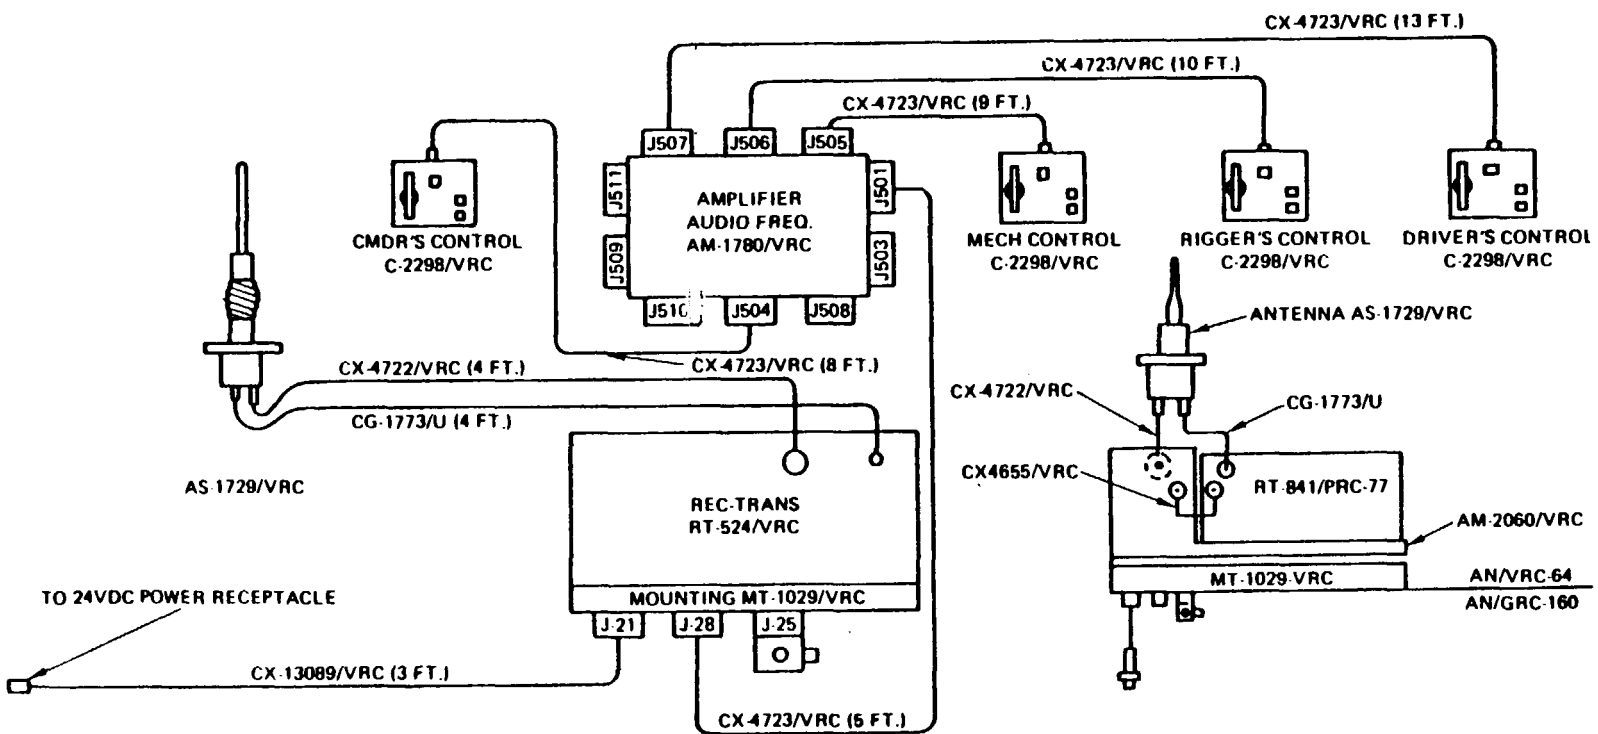 CX-4723/VRC (13 FT.)
CX-4723/VRC (10 FT.)
CX-4723/VRC (9 FT.)
J507
J506
J505
J511
J501
AMPLIFIER
AUDIO FREQ.
AM-1780/VRC
J509
J503
J510
J504
J508
CMDR'S CONTROL
C-2298/VRC
MECH CONTROL
C-2298/VRC
RIGGER'S CONTROL
C-2298/VRC
DRIVER'S CONTROL
C-2298/VRC
ANTENNA AS-1729/VRC
CX-4722/VRC (4 FT.)
CX-4723/VRC (8 FT.)
CG-1773/U (4 FT.)
CX-4722/VRC
CG-1773/U
AS-1729/VRC
CX4655/VRC
RT-841/PRC-77
REC-TRANS
RT-524/VRC
AM-2060/VRC
MT-1029-VRC
AN/VRC-64
AN/GRC-160
TO 24VDC POWER RECEPTACLE
MOUNTING MT-1029/VRC
J-21
J-28
J-25
CX-13089/VRC (3 FT.)
CX-4723/VRC (5 FT.)